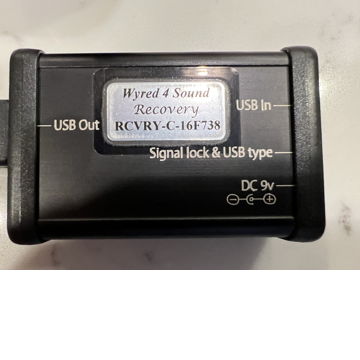 Wyred 4 Sound
Recovery
RCVRY-C-16F738
USB In
USB Out
Signal lock & USB type
DC 9v